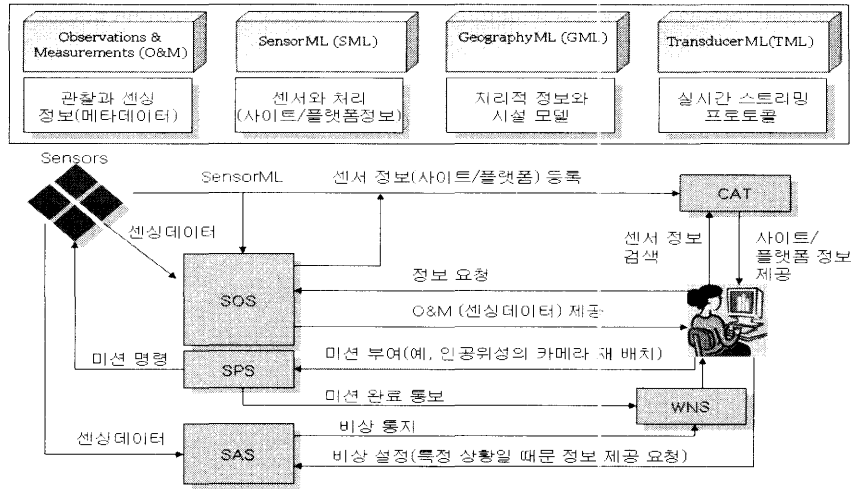 Observations
& Measurements (O&M)
SensorML (SML)
GeographyML (GML)
TransducerML(TML)
관찰과 센싱
정보(메타데이터)
센서와 처리
(사이트/플랫폼정보)
지리적 정보와
시설 모델
실시간 스트리밍
프로토콜
Sensors
SensorML
센서 정보(사이트/플랫폼) 등록
CAT
센싱데이터
센서 정보
검색
사이트/
플랫폼 정보
제공
정보 요청
SOS
O&M (센싱데이터) 제공
미션 명령
SPS
미션 부여(예, 인공위성의 카메라 재 배치)
미션 완료 통보
WNS
센싱데이터
비상 통지
SAS
비상 설정(특정 상황일 때문 정보 제공 요청)